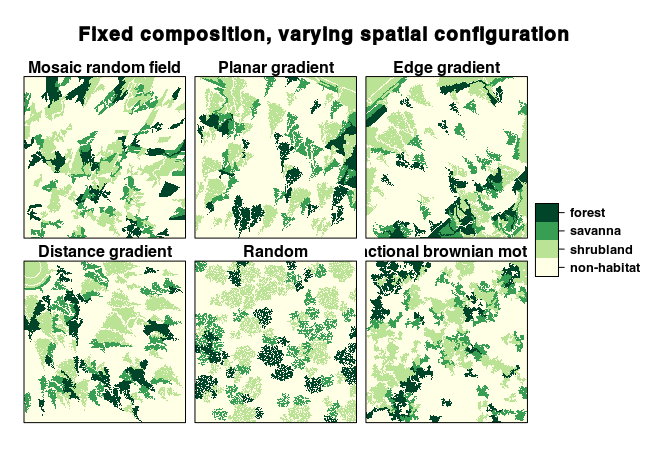 Fixed composition, varying spatial configuration
Mosaic random field
Planar gradient
Edge gradient
forest
savanna
shrubland
non-habitat
Distance gradient
Random
ctional brownian mot